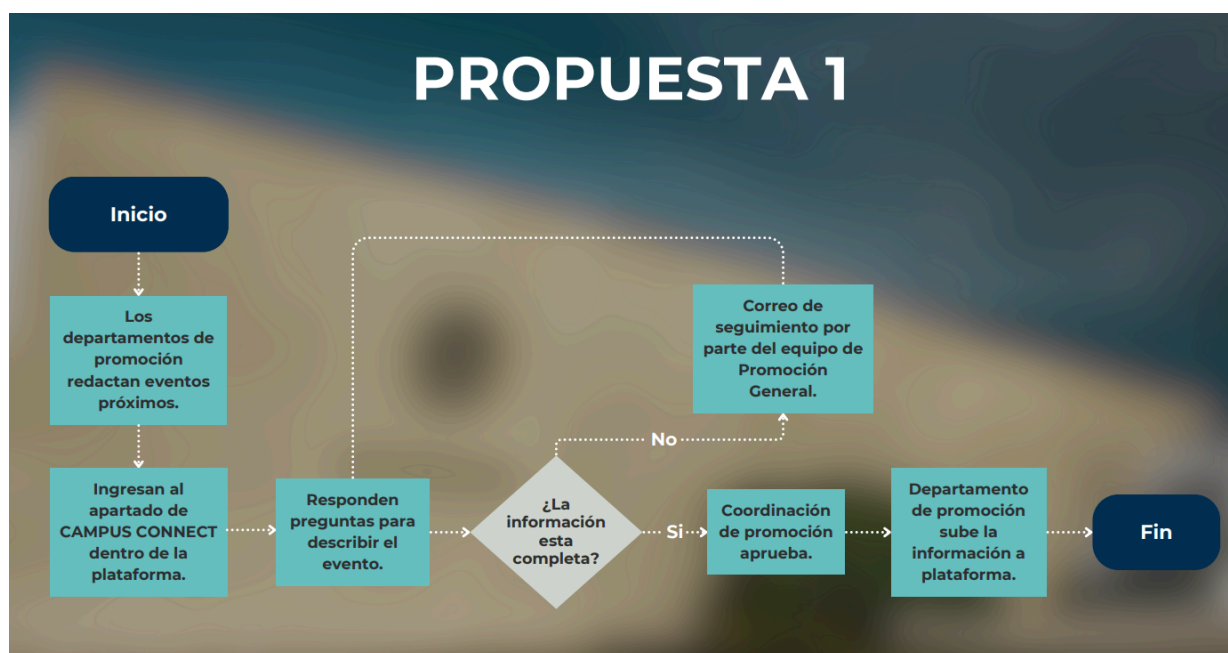 PROPUESTA 1
Inicio
Los
departamentos de
promoción
redactan eventos
próximos.
Ingresan al
apartado de
CAMPUS CONNECT
dentro de la
plataforma.
Responden
preguntas para
describir el
evento.
¿La
información
esta
completa?
No
Correo de
seguimiento por
parte del equipo de
Promoción
General.
Si
Coordinación
de promoción
aprueba.
Departamento
de promoción
sube la
información a
plataforma.
Fin